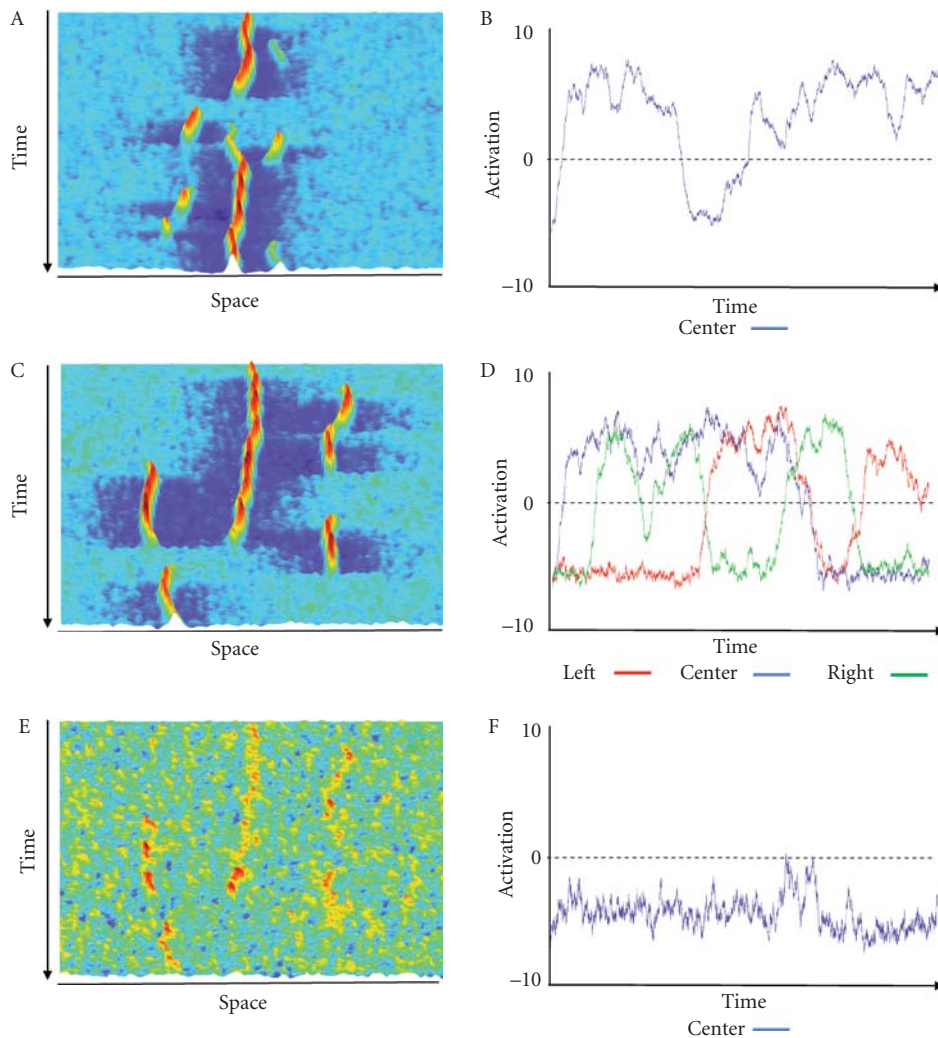 A
Time
Space
B
10
Activation
0
−10
Time
Center
C
Time
Space
D
10
Activation
0
−10
Time
Left Center Right
E
Time
Space
F
10
Activation
0
−10
Time
Center